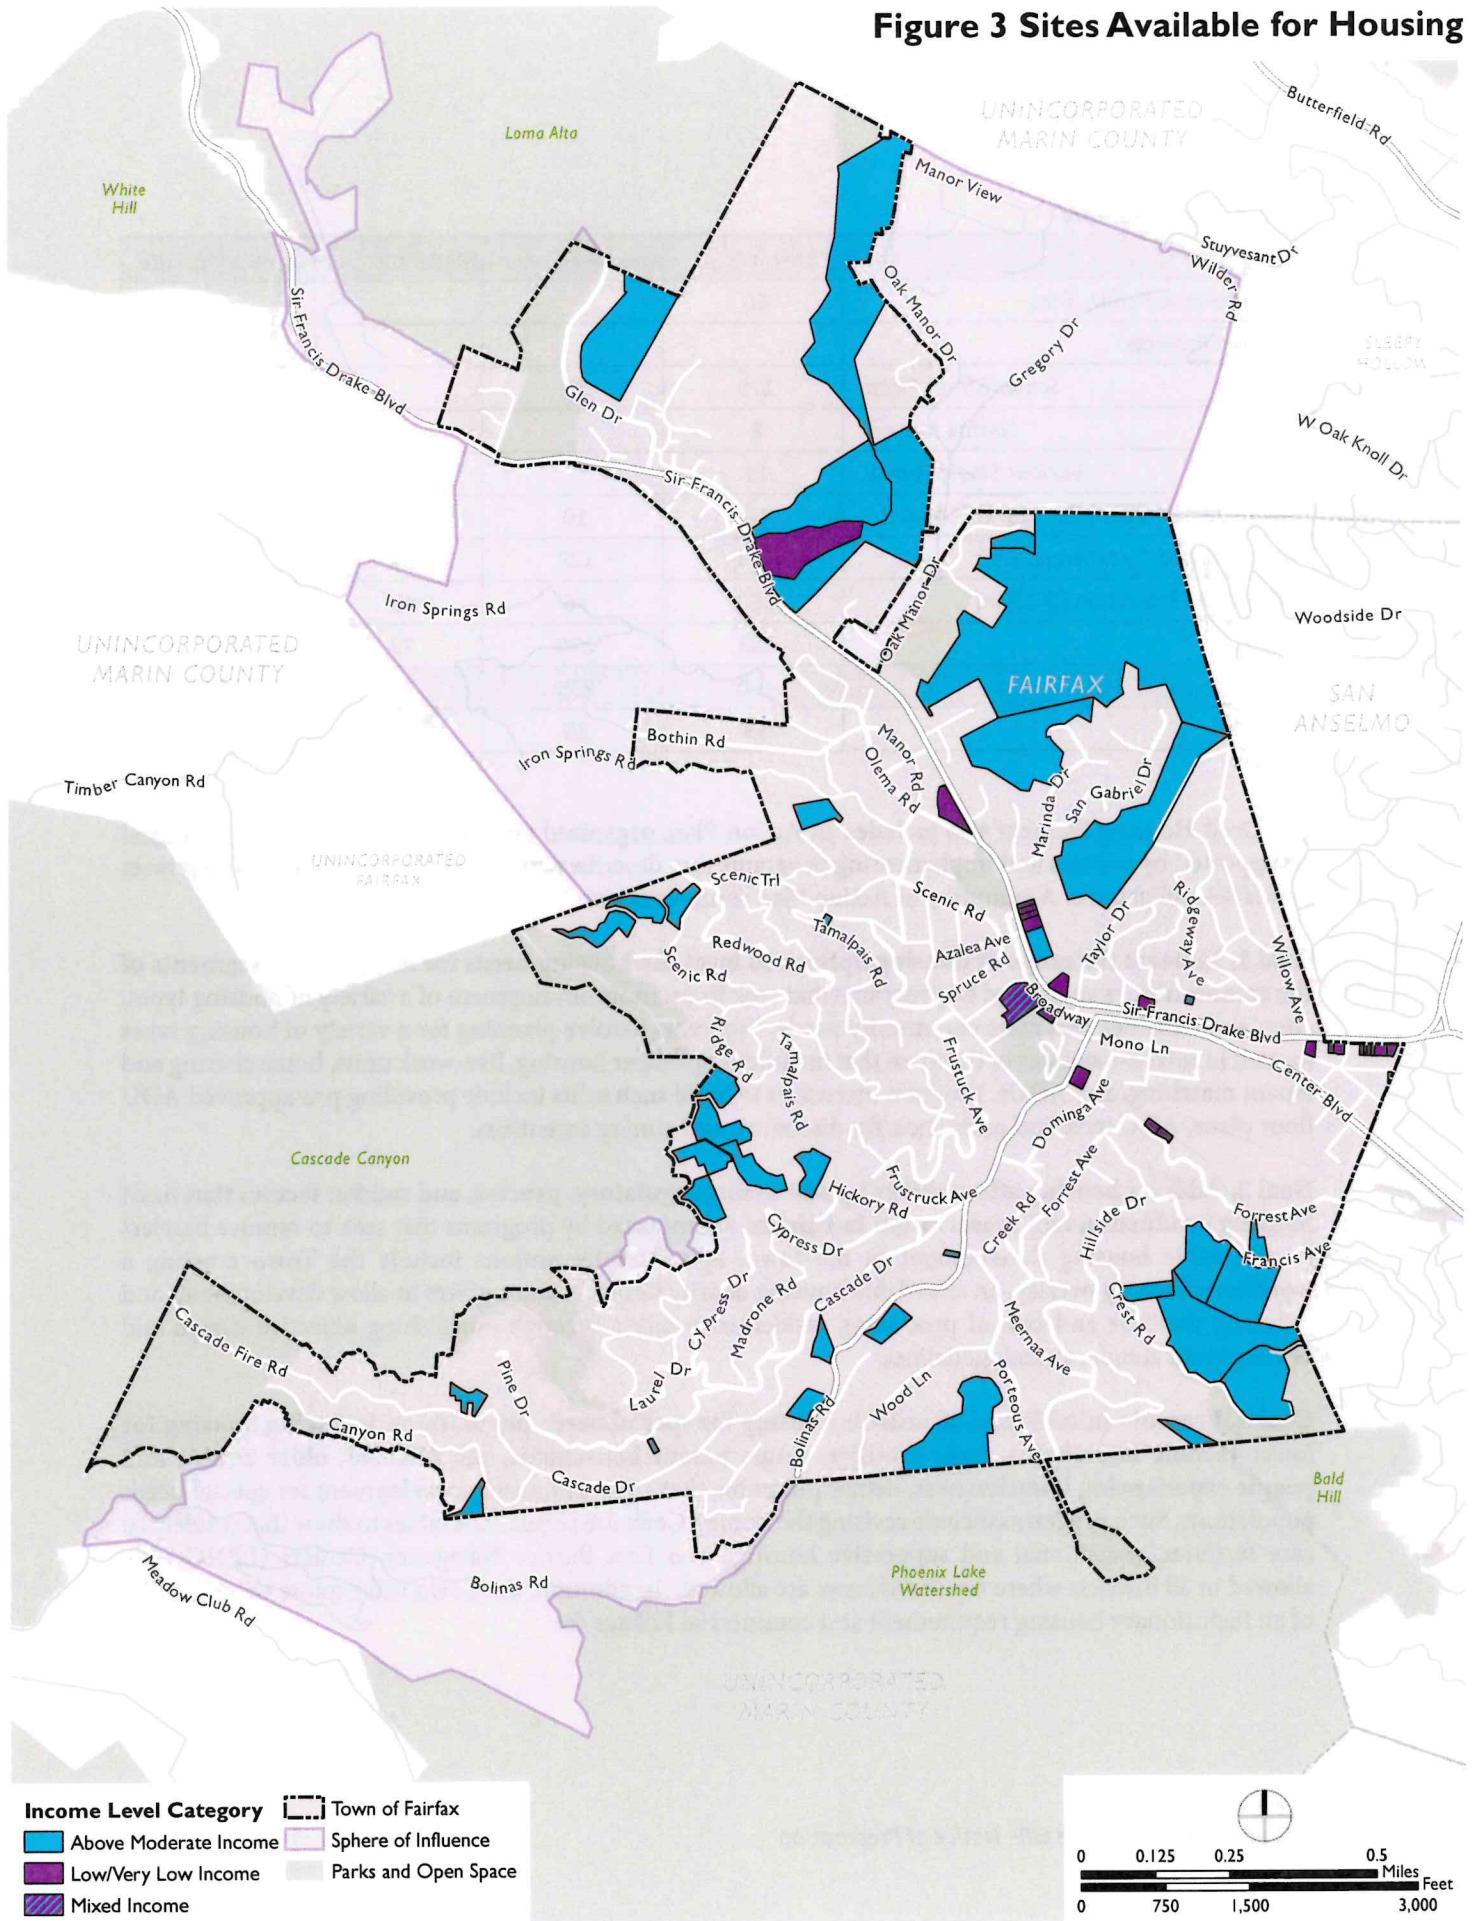 Figure 3 Sites Available for Housing
UNINCORPORATED
MARIN COUNTY
Butterfield Rd
Loma Alta
White
Hill
Manor View
Stuyvesant Dr
Wilder Rd
Sir Francis Drake Blvd
Oak Manor Dr
Gregory Dr
SLEEPY
HOLLOW
Glen Dr
W Oak Knoll Dr
Sir Francis Drake Blvd
Oak Manor Dr
Iron Springs Rd
Woodside Dr
UNINCORPORATED
MARIN COUNTY
FAIRFAX
SAN
ANSELMO
Bothin Rd
Iron Springs Rd
Manor Rd
Olema Rd
Timber Canyon Rd
Marinda Dr
San Gabriel Dr
UNINCORPORATED
FAIRFAX
Scenic Trl
Scenic Rd
Ridgeway Ave
Taylor Dr
Tamalpais Rd
Redwood Rd
Scenic Rd
Azalea Ave
Spruce Rd
Willow Ave
Broadway
Sir Francis Drake Blvd
Mono Ln
Ridge Rd
Tamalpais Rd
Frustuck Ave
Center Blvd
Dominga Ave
Cascade Canyon
Hickory Rd
Frustruck Ave
Forrest Ave
Creek Rd
Hillside Dr
Forrest Ave
Francis Ave
Cypress Dr
Cascade Dr
Cypress Dr
Madrone Rd
Crest Rd
Meernaa Ave
Cascade Fire Rd
Pine Dr
Laurel Dr
Wood Ln
Porteous Ave
Canyon Rd
Bolinas Rd
Cascade Dr
Bald
Hill
Phoenix Lake
Watershed
Bolinas Rd
Meadow Club Rd
UNINCORPORATED
MARIN COUNTY
Income Level Category
Above Moderate Income
Low/Very Low Income
Mixed Income
Town of Fairfax
Sphere of Influence
Parks and Open Space
0 0.125 0.25 0.5
Miles
Feet
0 750 1,500 3,000